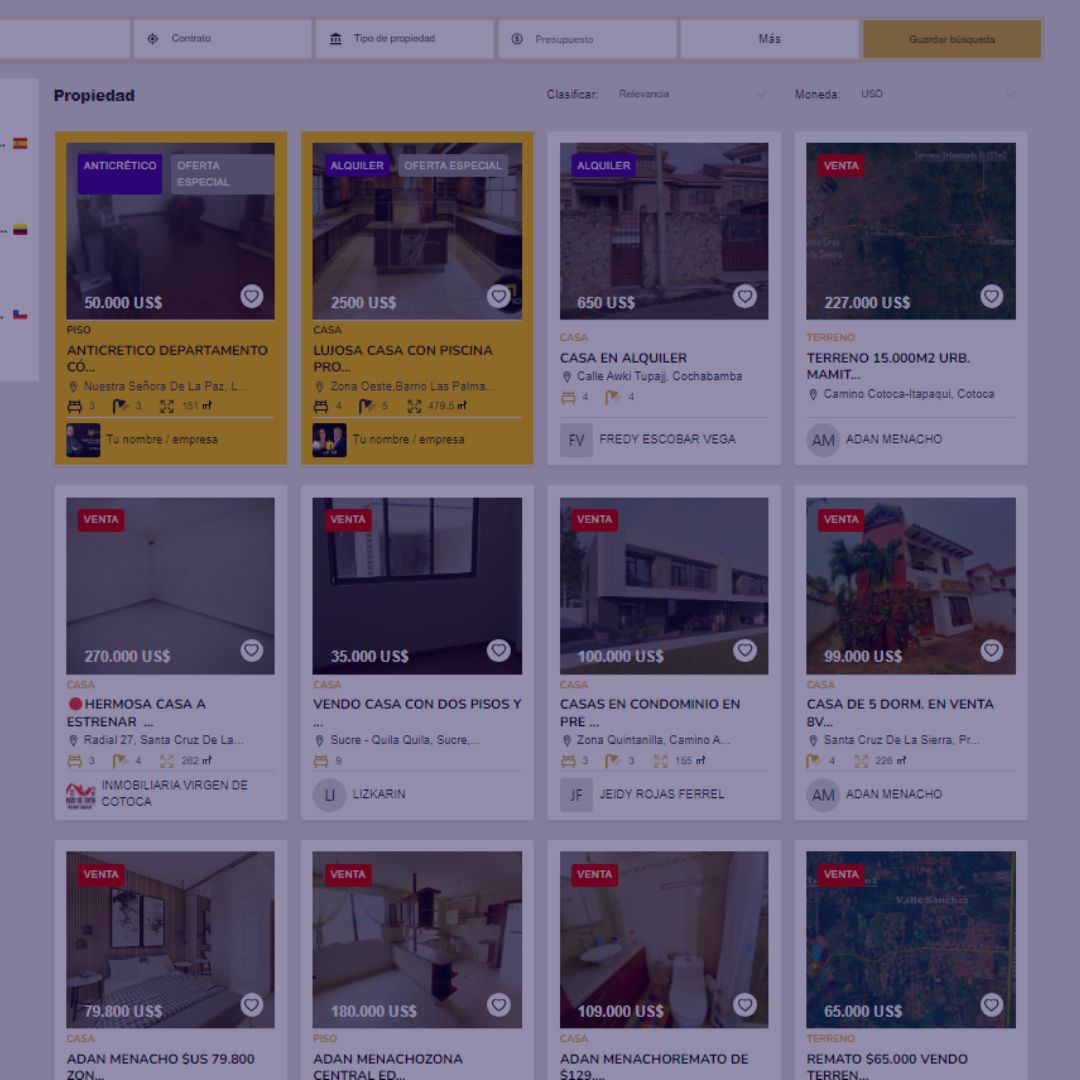 Contrato
Tipo de propiedad
Presupuesto
Más
Guardar búsqueda
Propiedad
Clasificar: Relevancia
Moneda: USD
ANTICRÉTICO
OFERTA
ESPECIAL
50.000 US$
PISO
ANTICRETICO DEPARTAMENTO
CÓ...
Nuestra Señora De La Paz, L...
3 3 151 m²
Tu nombre / empresa
ALQUILER
OFERTA ESPECIAL
2500 US$
CASA
LUJOSA CASA CON PISCINA
PRO...
Zona Oeste,Barrio Las Palma...
4 5 479.5 m²
Tu nombre / empresa
ALQUILER
650 US$
CASA
CASA EN ALQUILER
Calle Awki Tupajj, Cochabamba
4 4
FV FREDY ESCOBAR VEGA
VENTA
Cotoca
227.000 US$
TERRENO
TERRENO 15.000M2 URB.
MAMIT...
Camino Cotoca-Itapaqui, Cotoca
AM ADAN MENACHO
VENTA
270.000 US$
CASA
🔴HERMOSA CASA A
ESTRENAR ...
Radial 27, Santa Cruz De La...
3 4 262 m²
INMOBILIARIA VIRGEN DE
COTOCA
VENTA
35.000 US$
CASA
VENDO CASA CON DOS PISOS Y
...
Sucre - Quila Quila, Sucre,...
9
LI LIZKARIN
VENTA
100.000 US$
CASA
CASAS EN CONDOMINIO EN
PRE ...
Zona Quintanilla, Camino A...
3 3 155 m²
JF JEIDY ROJAS FERREL
VENTA
99.000 US$
CASA
CASA DE 5 DORM. EN VENTA
8V...
Santa Cruz De La Sierra, Pr...
4 226 m²
AM ADAN MENACHO
VENTA
79.800 US$
CASA
ADAN MENACHO $US 79.800
ZON...
VENTA
180.000 US$
PISO
ADAN MENACHOZONA
CENTRAL ED...
VENTA
109.000 US$
CASA
ADAN MENACHOREMATO DE
$129....
VENTA
Valle Sanchez
65.000 US$
TERRENO
REMATO $65.000 VENDO
TERREN...